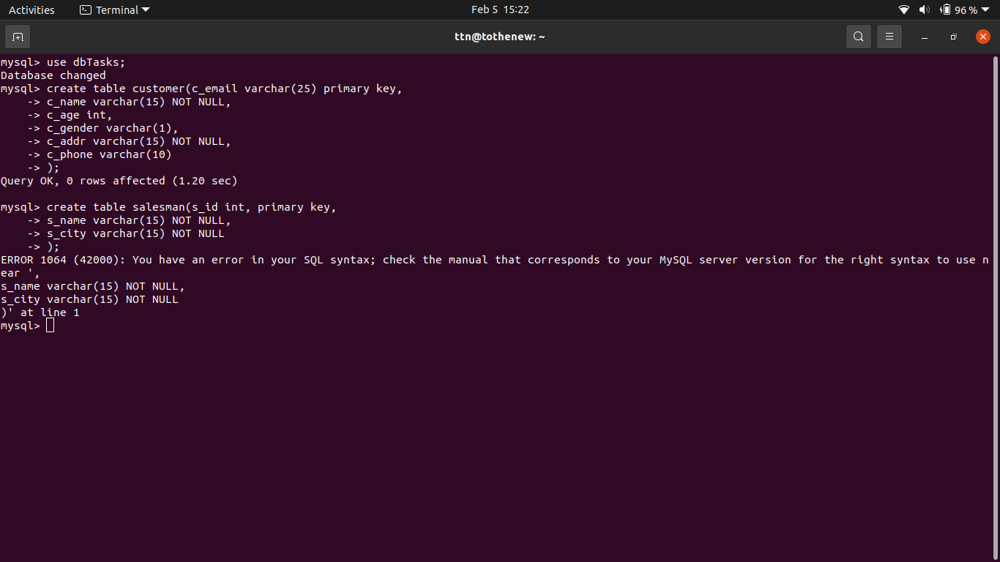 Activities Terminal Feb 5 15:22 96 %
ttn@tothenew: ~
mysql> use dbTasks;
Database changed
mysql> create table customer(c_email varchar(25) primary key,
    -> c_name varchar(15) NOT NULL,
    -> c_age int,
    -> c_gender varchar(1),
    -> c_addr varchar(15) NOT NULL,
    -> c_phone varchar(10)
    -> );
Query OK, 0 rows affected (1.20 sec)

mysql> create table salesman(s_id int, primary key,
    -> s_name varchar(15) NOT NULL,
    -> s_city varchar(15) NOT NULL
    -> );
ERROR 1064 (42000): You have an error in your SQL syntax; check the manual that corresponds to your MySQL server version for the right syntax to use n
ear ',
s_name varchar(15) NOT NULL,
s_city varchar(15) NOT NULL
)' at line 1
mysql>